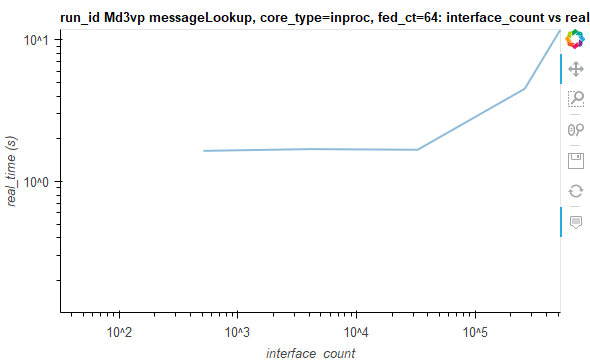 run_id Md3vp messageLookup, core_type=inproc, fed_ct=64: interface_count vs real
10^1
10^0
real_time (s)
10^2 10^3 10^4 10^5
interface_count